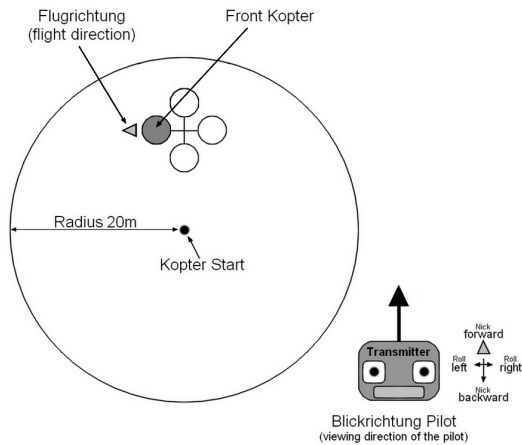 Flugrichtung
(flight direction)
Front Kopter
Radius 20m
Kopter Start
Transmitter
Nick
forward
Roll
left
Roll
right
Nick
backward
Blickrichtung Pilot
(viewing direction of the pilot)